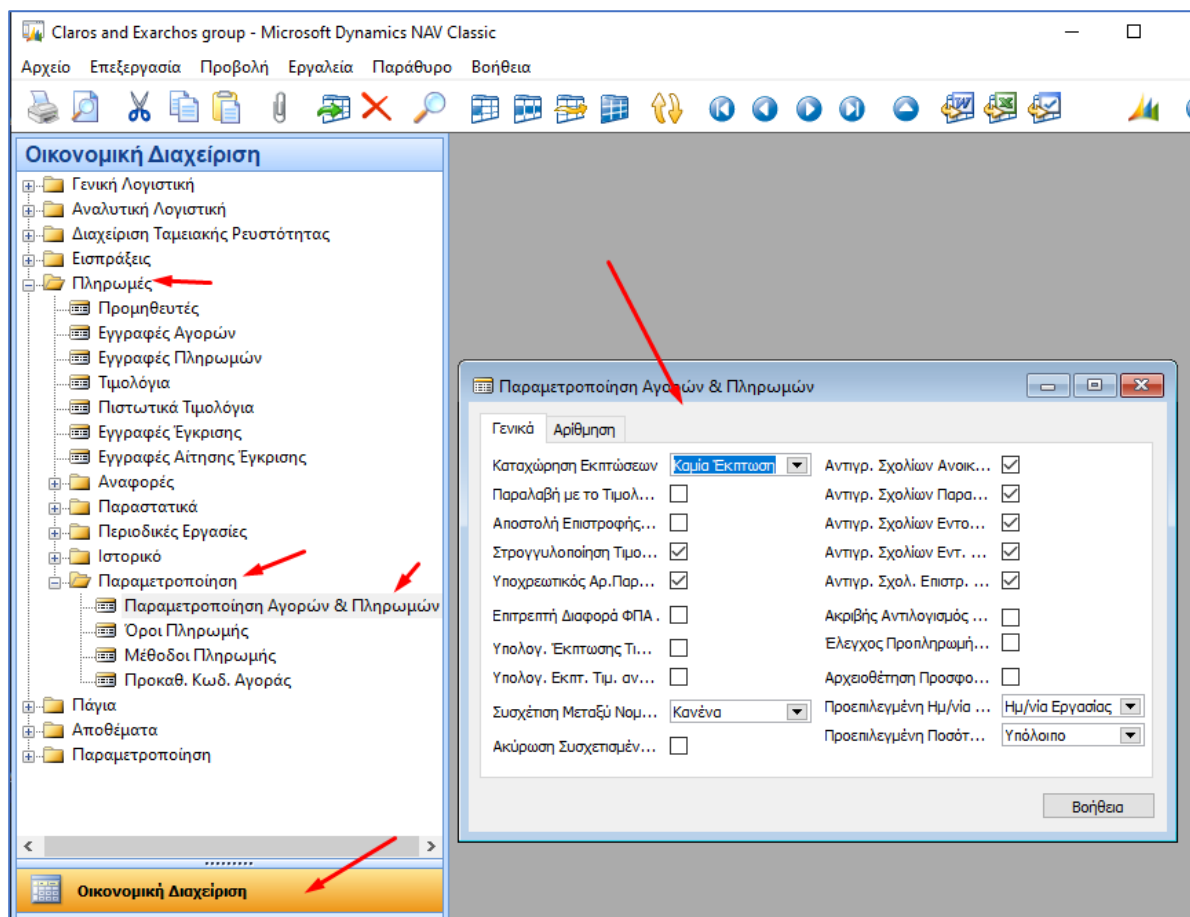 Claros and Exarchos group - Microsoft Dynamics NAV Classic
Αρχείο Επεξεργασία Προβολή Εργαλεία Παράθυρο Βοήθεια
Οικονομική Διαχείριση
Γενική Λογιστική
Αναλυτική Λογιστική
Διαχείριση Ταμειακής Ρευστότητας
Εισπράξεις
Πληρωμές
Προμηθευτές
Εγγραφές Αγορών
Εγγραφές Πληρωμών
Τιμολόγια
Πιστωτικά Τιμολόγια
Εγγραφές Έγκρισης
Εγγραφές Αίτησης Έγκρισης
Αναφορές
Παραστατικά
Περιοδικές Εργασίες
Ιστορικό
Παραμετροποίηση
Παραμετροποίηση Αγορών & Πληρωμών
Όροι Πληρωμής
Μέθοδοι Πληρωμής
Προκαθ. Κωδ. Αγοράς
Πάγια
Αποθέματα
Παραμετροποίηση
Οικονομική Διαχείριση
Παραμετροποίηση Αγορών & Πληρωμών
Γενικά Αρίθμηση
Καταχώρηση Εκπτώσεων Καμία Έκπτωση Αντιγρ. Σχολίων Ανοικ...
Παραλαβή με το Τιμολ... Αντιγρ. Σχολίων Παρα...
Αποστολή Επιστροφής... Αντιγρ. Σχολίων Εντο...
Στρογγυλοποίηση Τιμο... Αντιγρ. Σχολίων Εντ. ...
Υποχρεωτικός Αρ.Παρ... Αντιγρ. Σχολ. Επιστρ. ...
Επιτρεπτή Διαφορά ΦΠΑ . Ακριβής Αντιλογισμός ...
Υπολογ. Έκπτωσης Τι... Έλεγχος Προπληρωμή...
Υπολογ. Εκπτ. Τιμ. αν... Αρχειοθέτηση Προσφο...
Συσχέτιση Μεταξύ Νομ... Κανένα Προεπιλεγμένη Ημ/νία ... Ημ/νία Εργασίας
Ακύρωση Συσχετισμέν... Προεπιλεγμένη Ποσότ... Υπόλοιπο
Βοήθεια